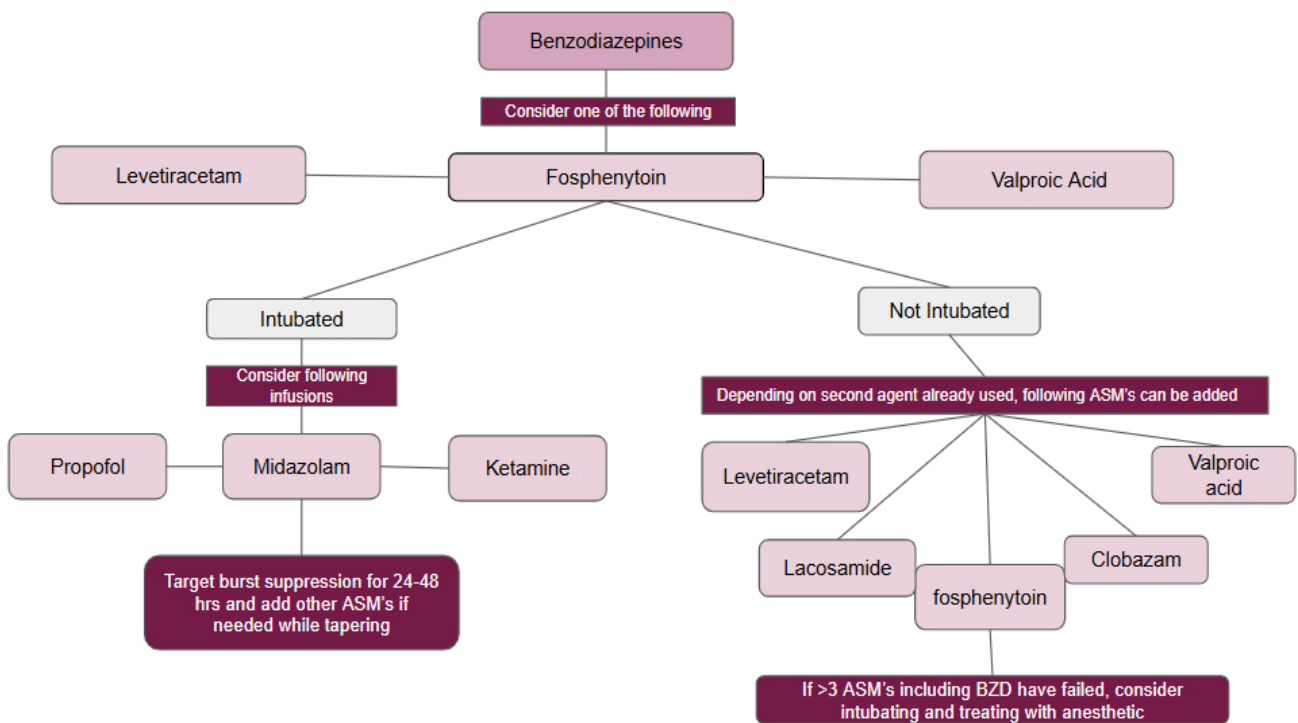 Benzodiazepines
Consider one of the following
Levetiracetam
Fosphenytoin
Valproic Acid
Intubated
Not Intubated
Consider following
infusions
Depending on second agent already used, following ASM's can be added
Propofol
Midazolam
Ketamine
Levetiracetam
Valproic
acid
Lacosamide
fosphenytoin
Clobazam
Target burst suppression for 24-48
hrs and add other ASM's if
needed while tapering
If >3 ASM's including BZD have failed, consider
intubating and treating with anesthetic